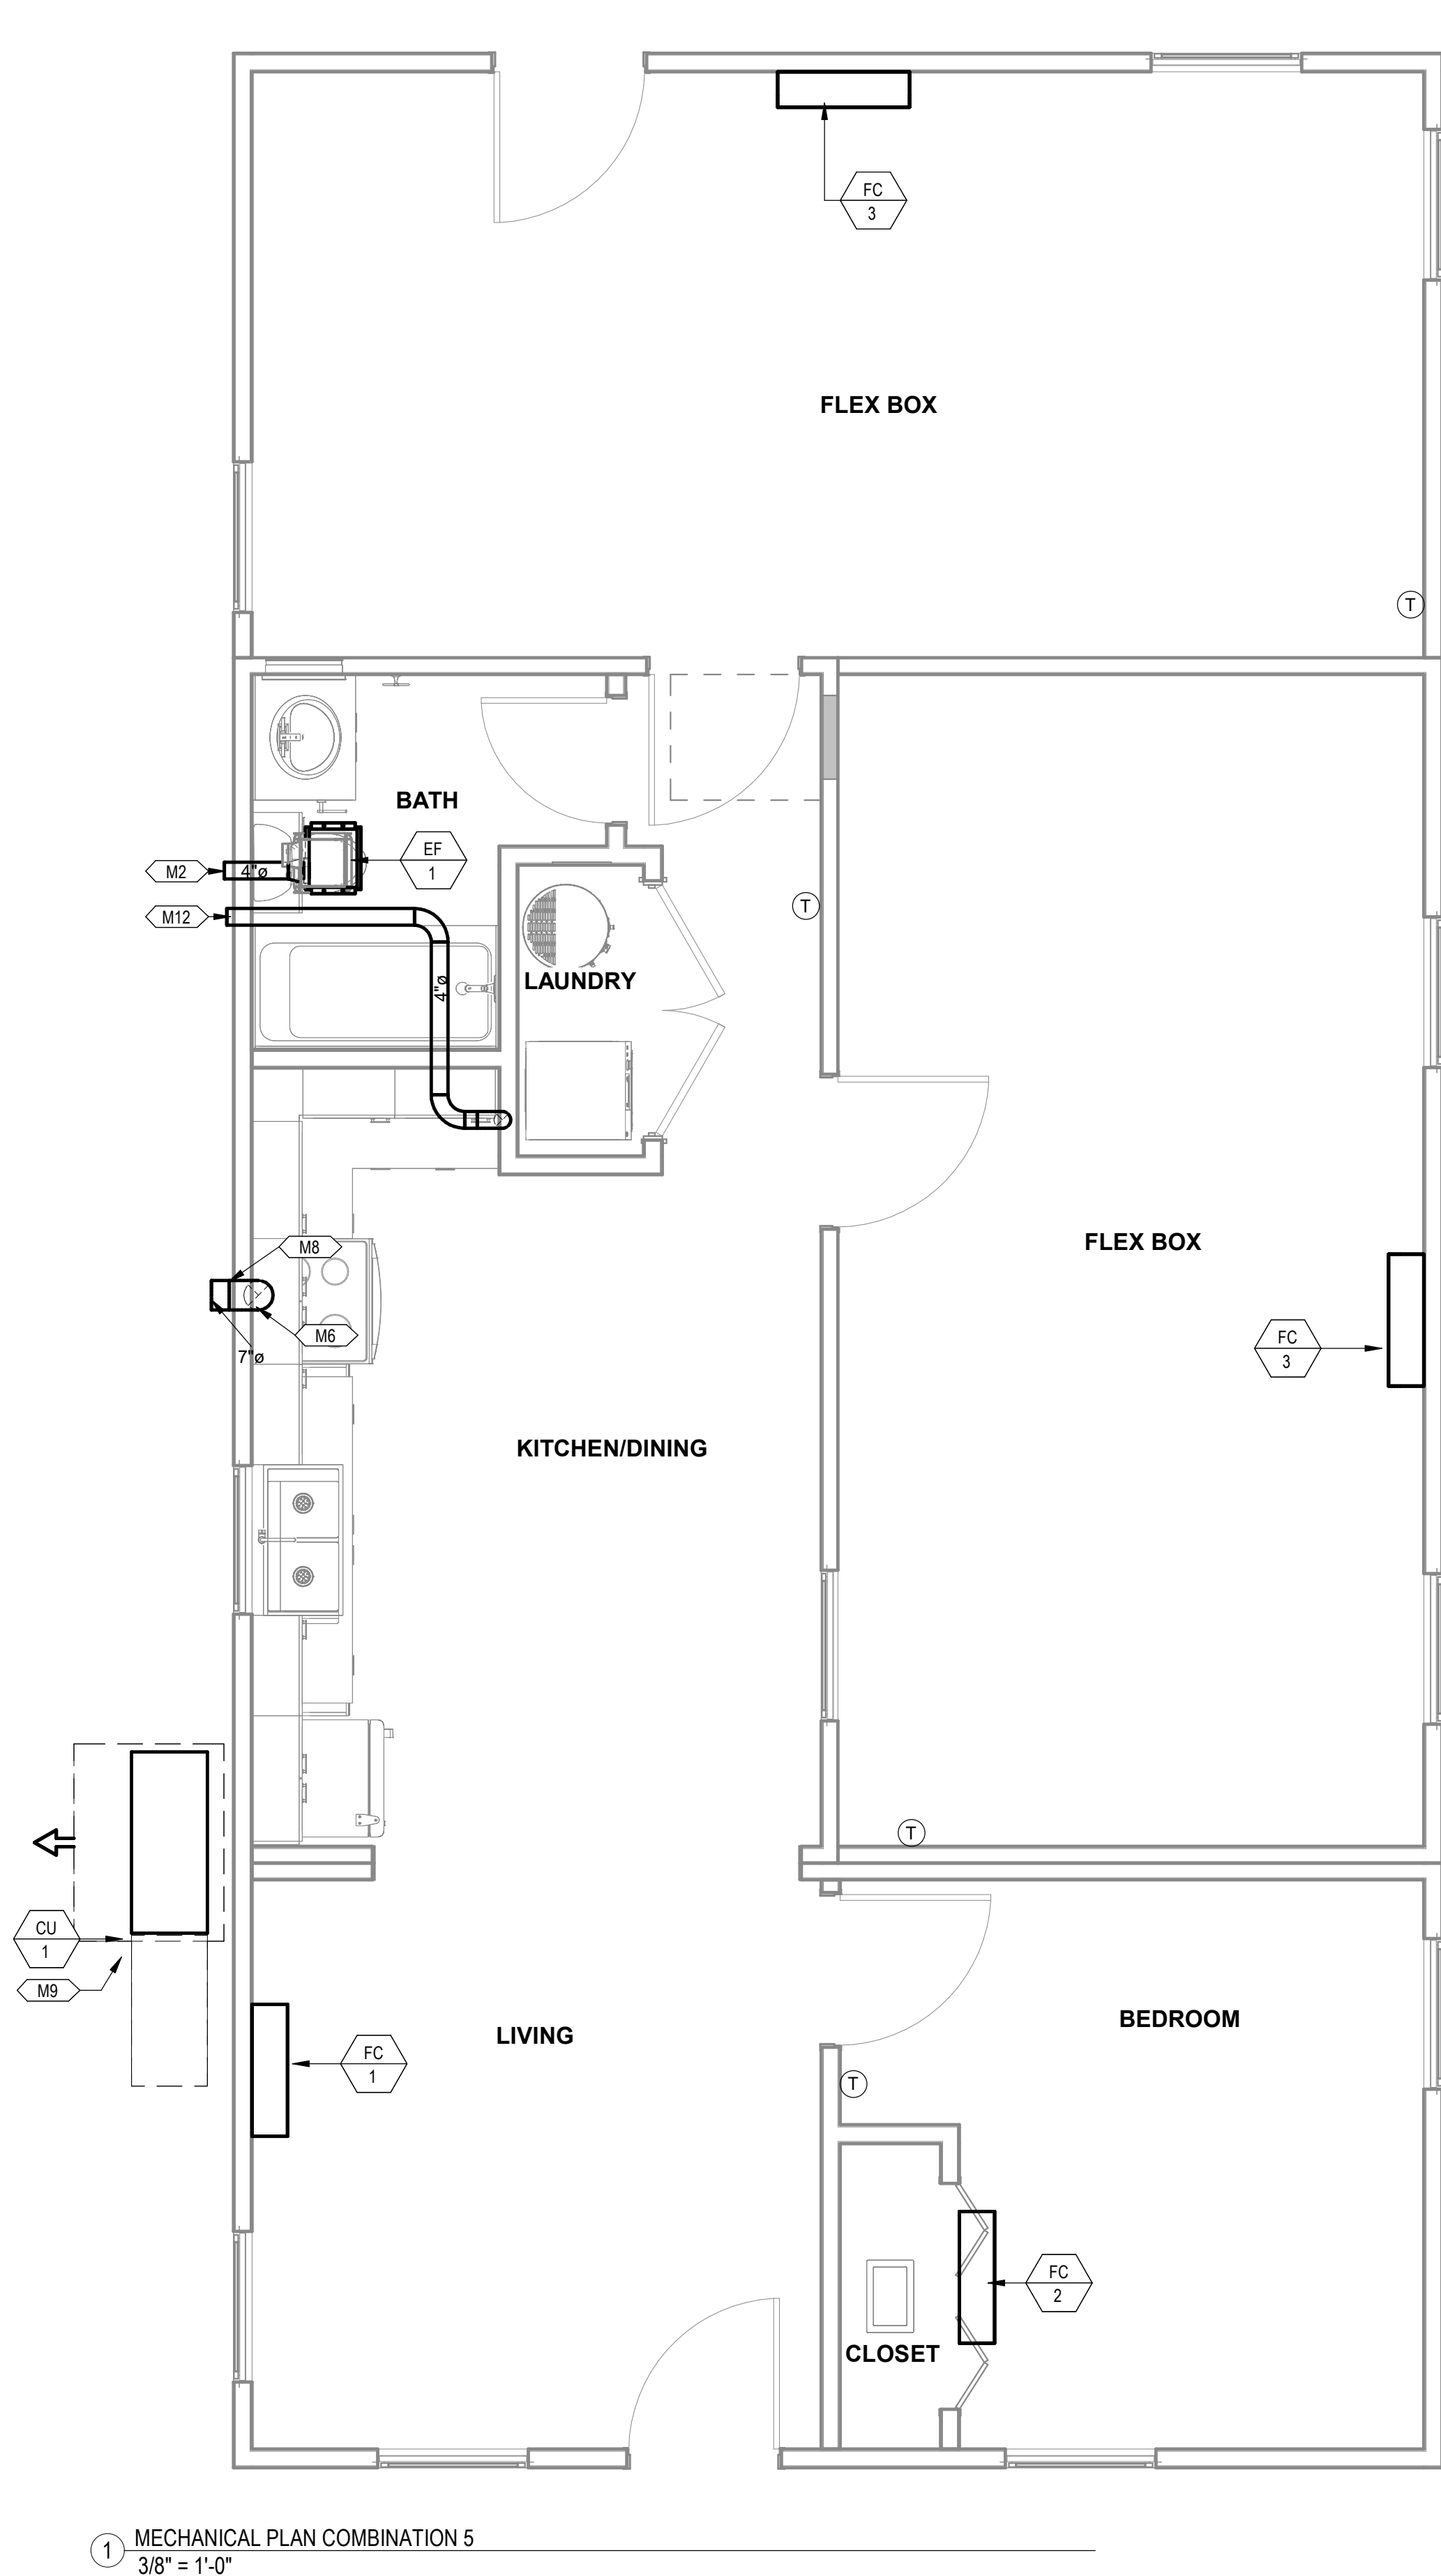 FC
3
FLEX BOX
T
BATH
EF
1
M2
4"ø
M12
T
LAUNDRY
4"ø
FLEX BOX
M8
M6
7"ø
FC
3
KITCHEN/DINING
T
CU
1
M9
LIVING
BEDROOM
FC
1
T
FC
2
CLOSET
1
MECHANICAL PLAN COMBINATION 5
3/8" = 1'-0"